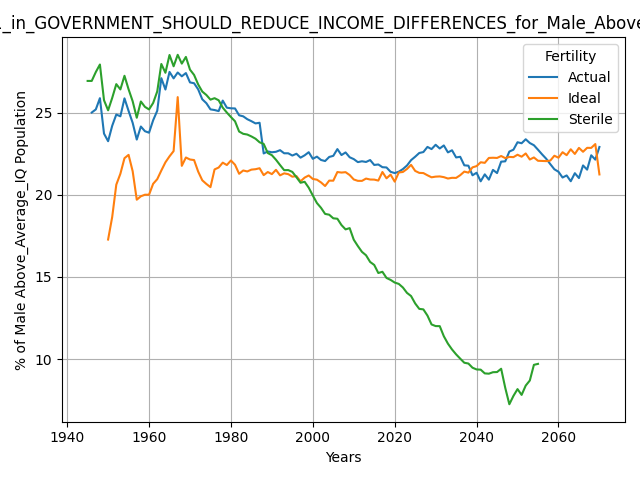 _in_GOVERNMENT_SHOULD_REDUCE_INCOME_DIFFERENCES_for_Male_Above
% of Male Above_Average_IQ Population
25
20
15
10
Fertility
Actual
Ideal
Sterile
1940
1960
1980
2000
2020
2040
2060
Years